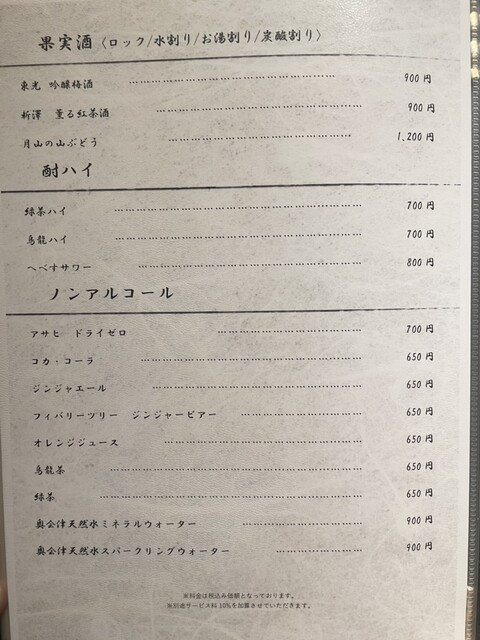 果実酒〈ロック/水割り/お湯割り/炭酸割り〉
東光 吟醸梅酒 900円
新澤 薫る紅茶酒 900円
月山の山ぶどう 1,200円
酎ハイ
緑茶ハイ 700円
烏龍ハイ 700円
へべすサワー 800円
ノンアルコール
アサヒ ドライゼロ 700円
コカ・コーラ 650円
ジンジャエール 650円
フィバリーツリー ジンジャービアー 650円
オレンジジュース 650円
烏龍茶 650円
緑茶 650円
奥会津天然水ミネラルウォーター 900円
奥会津天然水スパークリングウォーター 900円
※料金は税込み価額となっております。
※別途サービス料10%を加算させていただきます。